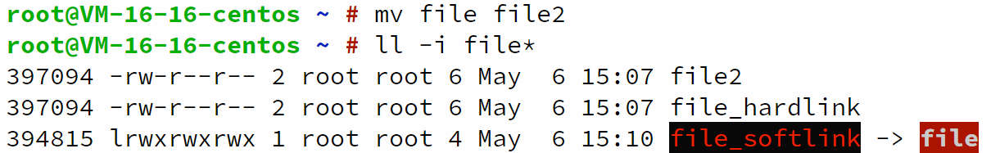 root@VM-16-16-centos ~ # mv file file2
root@VM-16-16-centos ~ # ll -i file*
397094 -rw-r--r-- 2 root root 6 May  6 15:07 file2
397094 -rw-r--r-- 2 root root 6 May  6 15:07 file_hardlink
394815 lrwxrwxrwx 1 root root 4 May  6 15:10 file_softlink -> file